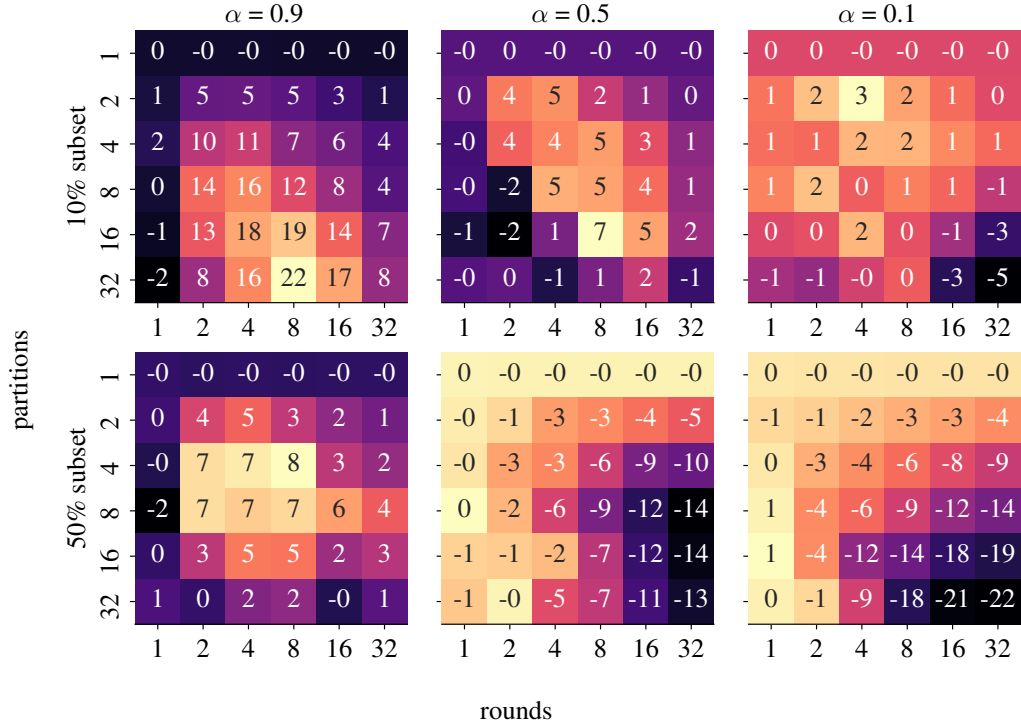 α = 0.9 α = 0.5 α = 0.1
1 0 -0 -0 -0 -0 -0 -0 0 -0 -0 -0 -0 0 -0 -0 -0 -0 -0
2 1 5 5 5 3 1 0 4 5 2 1 0 1 2 3 2 1 0
4 2 10 11 7 6 4 -0 4 4 5 3 1 1 1 2 2 1 1
8 0 14 16 12 8 4 -0 -2 5 5 4 1 1 2 0 1 1 -1
16 -1 13 18 19 14 7 -1 -2 1 7 5 2 0 0 2 0 -1 -3
32 -2 8 16 22 17 8 -0 0 -1 1 2 -1 -1 -1 -0 0 -3 -5
10% subset
1 2 4 8 16 32 1 2 4 8 16 32 1 2 4 8 16 32
partitions
1 -0 -0 -0 -0 -0 -0 0 -0 -0 -0 -0 -0 0 -0 -0 -0 -0 -0
2 0 4 5 3 2 1 -0 -1 -3 -3 -4 -5 -1 -1 -2 -3 -3 -4
4 -0 7 7 8 3 2 -0 -3 -3 -6 -9 -10 0 -3 -4 -6 -8 -9
8 -2 7 7 7 6 4 0 -2 -6 -9 -12 -14 1 -4 -6 -9 -12 -14
16 0 3 5 5 2 3 -1 -1 -2 -7 -12 -14 1 -4 -12 -14 -18 -19
32 1 0 2 2 -0 1 -1 -0 -5 -7 -11 -13 0 -1 -9 -18 -21 -22
50% subset
1 2 4 8 16 32 1 2 4 8 16 32 1 2 4 8 16 32
rounds